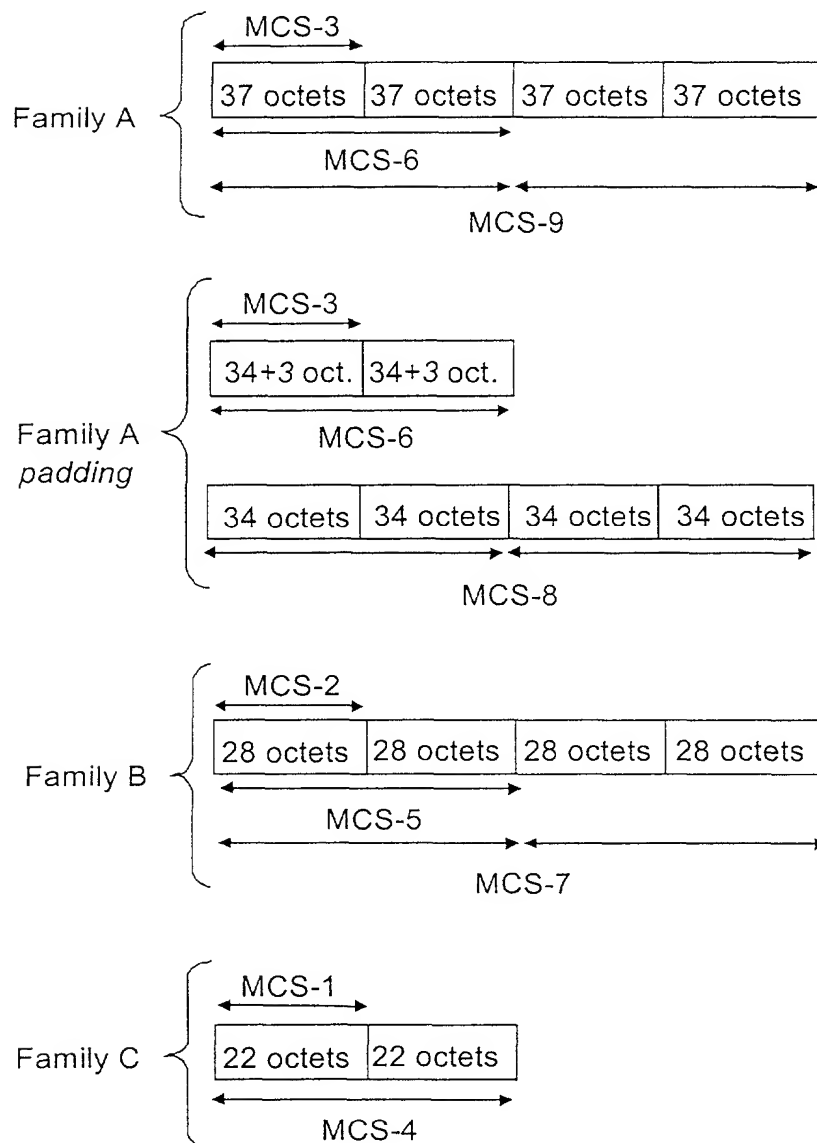 MCS-3
Family A
37 octets 37 octets 37 octets 37 octets
MCS-6
MCS-9
MCS-3
34+3 oct. 34+3 oct.
Family A
padding
MCS-6
34 octets 34 octets 34 octets 34 octets
MCS-8
MCS-2
Family B
28 octets 28 octets 28 octets 28 octets
MCS-5
MCS-7
MCS-1
Family C
22 octets 22 octets
MCS-4